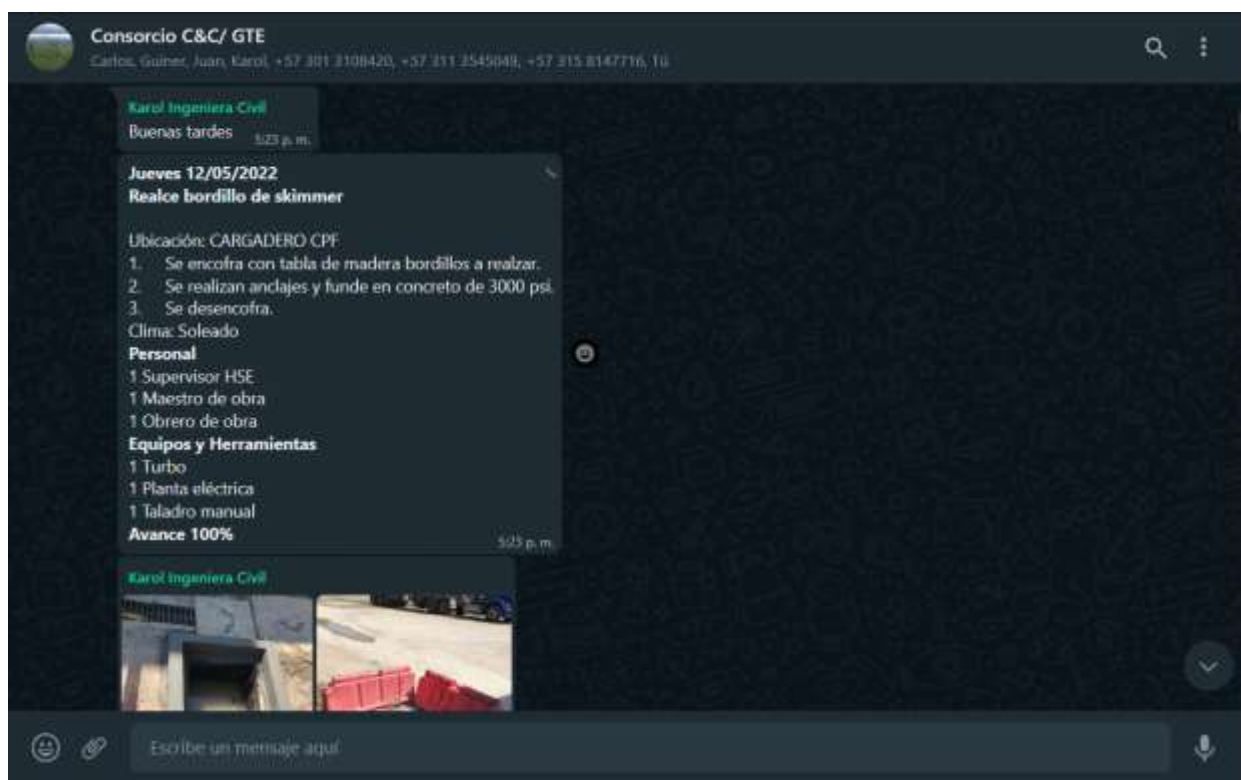 Consorcio C&C/ GTE
Carlos, Guiner, Juan, Karol, +57 301 3108420, +57 311 3545049, +57 315 8147716, Tú
Karol Ingeniera Civil
Buenas tardes
5:23 p. m.
Jueves 12/05/2022
Realce bordillo de skimmer
Ubicación: CARGADERO CPF
1. Se encofra con tabla de madera bordillos a realzar.
2. Se realizan anclajes y funde en concreto de 3000 psi.
3. Se desencofra.
Clima: Soleado
Personal
1 Supervisor HSE
1 Maestro de obra
1 Obrero de obra
Equipos y Herramientas
1 Turbo
1 Planta eléctrica
1 Taladro manual
Avance 100%
5:23 p. m.
Karol Ingeniera Civil
Escribe un mensaje aquí